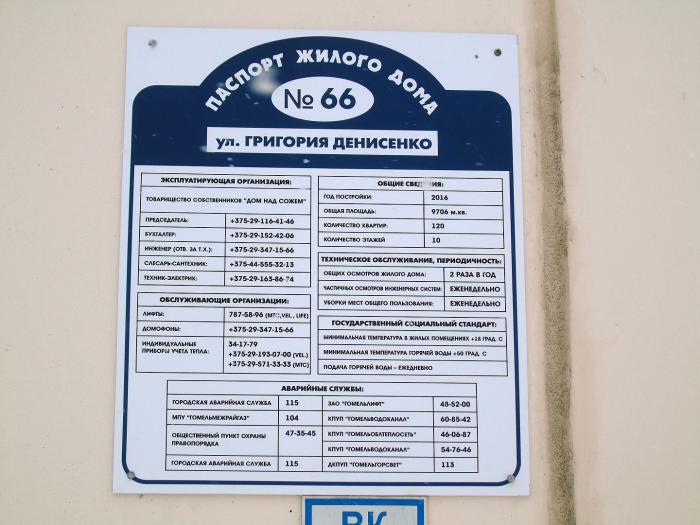 ПАСПОРТ ЖИЛОГО ДОМА
№ 66
ул. ГРИГОРИЯ ДЕНИСЕНКО
ЭКСПЛУАТИРУЮЩАЯ ОРГАНИЗАЦИЯ:
ТОВАРИЩЕСТВО СОБСТВЕННИКОВ "ДОМ НАД СОЖЕМ"
ПРЕДСЕДАТЕЛЬ: +375-29-116-41-46
БУХГАЛТЕР: +375-29-152-42-06
ИНЖЕНЕР (ОТВ. ЗА Т.Х.): +375-29-347-15-66
СЛЕСАРЬ-САНТЕХНИК: +375-44-555-32-13
ТЕХНИК-ЭЛЕКТРИК: +375-29-163-86-74
ОБСЛУЖИВАЮЩИЕ ОРГАНИЗАЦИИ:
ЛИФТЫ: 787-58-96 (МТС,VEL, LIFE)
ДОМОФОНЫ: +375-29-347-15-66
ИНДИВИДУАЛЬНЫЕ 34-17-79
ПРИБОРЫ УЧЕТА ТЕПЛА: +375-29-193-07-00 (VEL.)
+375-29-571-33-33 (МТС)
ОБЩИЕ СВЕДЕНИЯ:
ГОД ПОСТРОЙКИ: 2016
ОБЩАЯ ПЛОЩАДЬ: 9706 М.КВ.
КОЛИЧЕСТВО КВАРТИР: 120
КОЛИЧЕСТВО ЭТАЖЕЙ 10
ТЕХНИЧЕСКОЕ ОБСЛУЖИВАНИЕ, ПЕРИОДИЧНОСТЬ:
ОБЩИХ ОСМОТРОВ ЖИЛОГО ДОМА: 2 РАЗА В ГОД
ЧАСТИЧНЫХ ОСМОТРОВ ИНЖЕНЕРНЫХ СИСТЕМ: ЕЖЕНЕДЕЛЬНО
УБОРКИ МЕСТ ОБЩЕГО ПОЛЬЗОВАНИЯ: ЕЖЕНЕДЕЛЬНО
ГОСУДАРСТВЕННЫЙ СОЦИАЛЬНЫЙ СТАНДАРТ:
МИНИМАЛЬНАЯ ТЕМПЕРАТУРА В ЖИЛЫХ ПОМЕЩЕНИЯХ +18 ГРАД. С
МИНИМАЛЬНАЯ ТЕМПЕРАТУРА ГОРЯЧЕЙ ВОДЫ +50 ГРАД. С
ПОДАЧА ГОРЯЧЕЙ ВОДЫ – ЕЖЕДНЕВНО
АВАРИЙНЫЕ СЛУЖБЫ:
ГОРОДСКАЯ АВАРИЙНАЯ СЛУЖБА 115 ЗАО "ГОМЕЛЬЛИФТ" 48-52-00
МПУ "ГОМЕЛЬМЕЖРАЙГАЗ" 104 КПУП "ГОМЕЛЬВОДОКАНАЛ" 60-85-42
ОБЩЕСТВЕННЫЙ ПУНКТ ОХРАНЫ 47-35-45 КПУП "ГОМЕЛЬОБЛТЕПЛОСЕТЬ" 46-06-87
ПРАВОПОРЯДКА КПУП "ГОМЕЛЬВОДОКАНАЛ" 54-76-46
ГОРОДСКАЯ АВАРИЙНАЯ СЛУЖБА 115 ДКПУП "ГОМЕЛЬГОРСВЕТ" 113
ВК